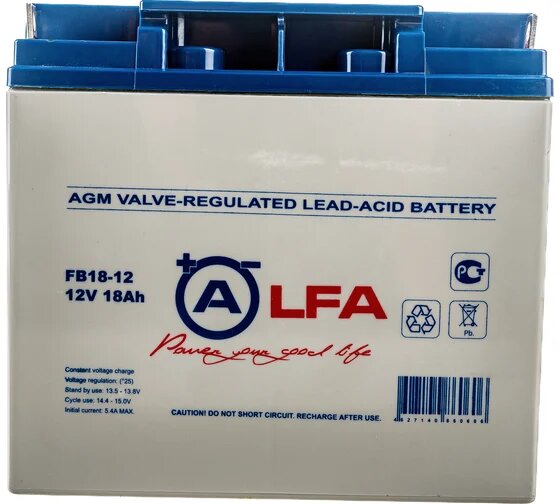 AGM VALVE-REGULATED LEAD-ACID BATTERY
FB18-12
12V 18Ah
ALFA
Power your good life
Pb.
Constant voltage charge
Voltage regulation: (°25)
Stand by use: 13.5 - 13.8V
Cycle use: 14.4 - 15.0V
Initial current: 5.4A MAX.
CAUTION! DO NOT SHORT CIRCUIT. RECHARGE AFTER USE.